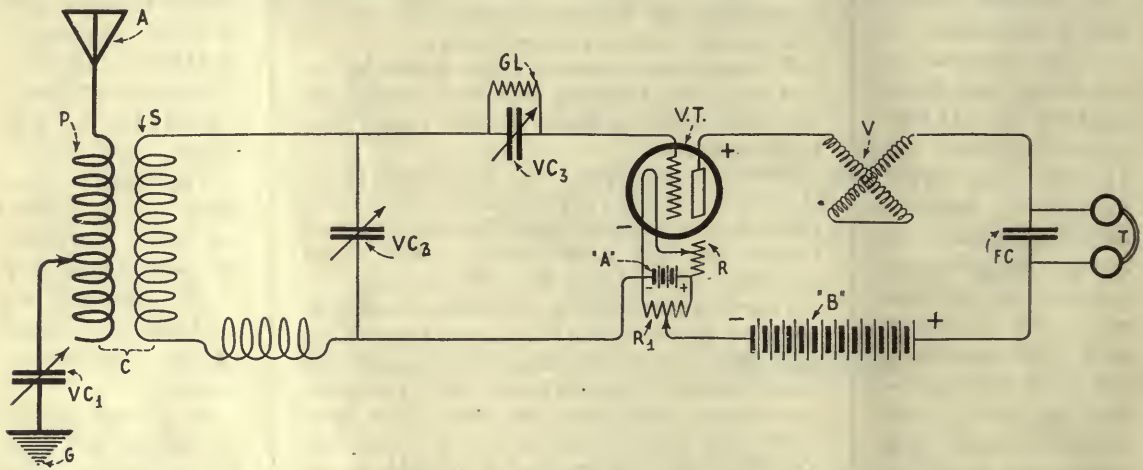 A
P
S
GL
VC3
V.T.
+
V
VC2
-
"A"
- +
R
R1
FC
T
"B"
- +
C
VC1
G